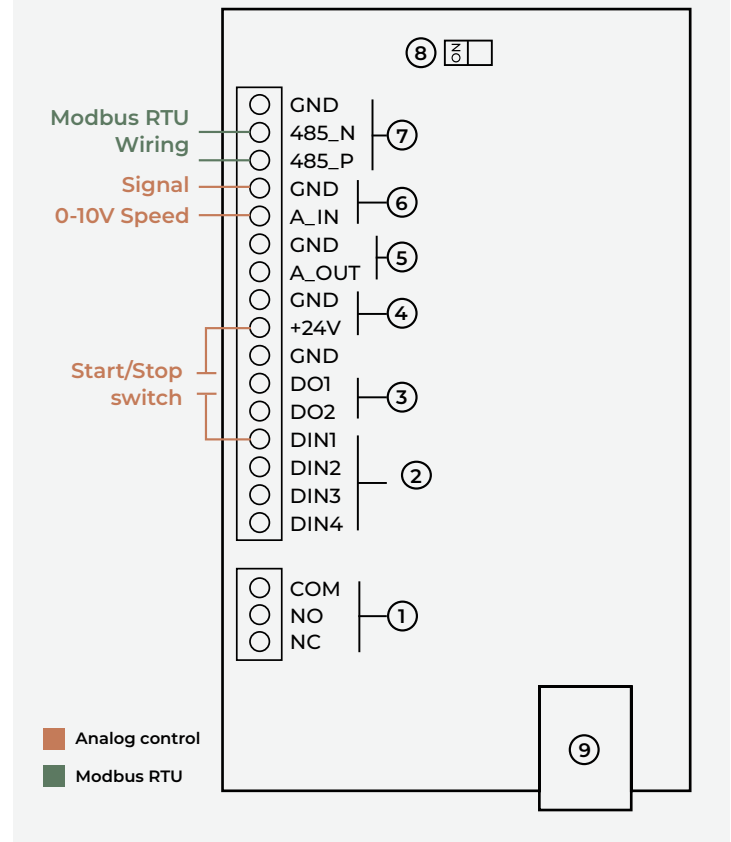 8 ON
GND
485_N
485_P
7
Modbus RTU
Wiring
Signal
GND
0-10V Speed
A_IN
6
GND
A_OUT
5
GND
+24V
4
GND
DO1
DO2
3
Start/Stop
switch
DIN1
DIN2
DIN3
DIN4
2
COM
NO
NC
1
Analog control
Modbus RTU
9